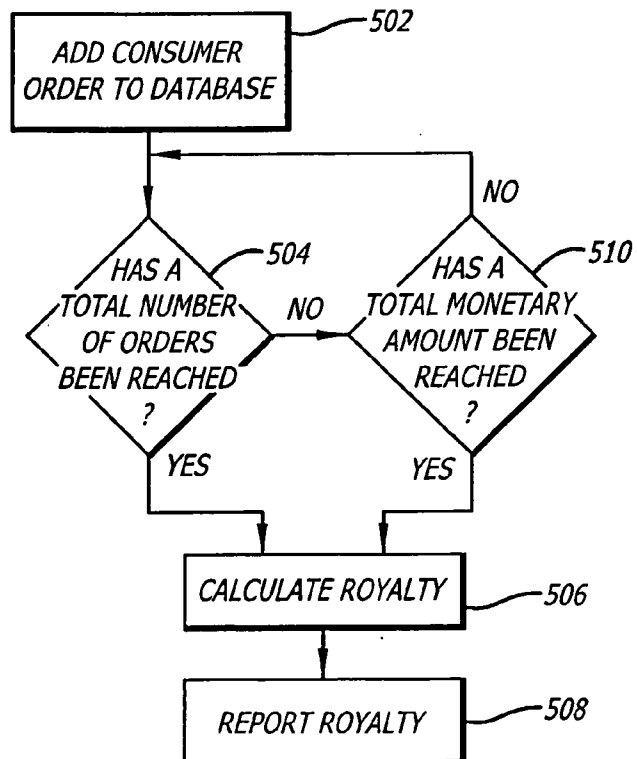 502
ADD CONSUMER
ORDER TO DATABASE
NO
504
HAS A
TOTAL NUMBER
OF ORDERS
BEEN REACHED
?
NO
510
HAS A
TOTAL MONETARY
AMOUNT BEEN
REACHED
?
YES
YES
CALCULATE ROYALTY
506
REPORT ROYALTY
508